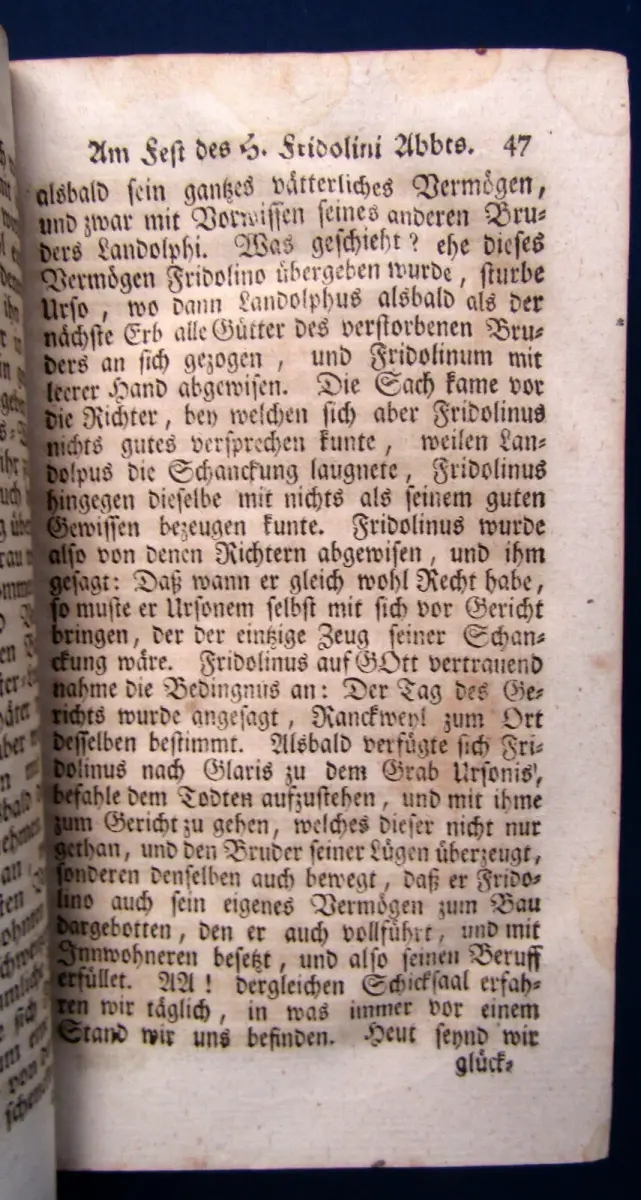 Am Fest des H. Fridolini Abbts. 47
alsbald sein gantzes vätterliches Vermögen,
und zwar mit Vorwissen seines anderen Bru-
ders Landolphi. Was geschieht? ehe dieses
Vermögen Fridolino übergeben wurde, sturbe
Urso, wo dann Landolphus alsbald als der
nächste Erb alle Gütter des verstorbenen Bru-
ders an sich gezogen, und Fridolinum mit
leerer Hand abgewisen. Die Sach kame vor
die Richter, bey welchen sich aber Fridolinus
nichts gutes versprechen kunte, weilen Lan-
dolpus die Schanckung laugnete, Fridolinus
hingegen dieselbe mit nichts als seinem guten
Gewissen bezeugen kunte. Fridolinus wurde
also von denen Richtern abgewisen, und ihm
gesagt: Daß wann er gleich wohl Recht habe,
so muste er Ursonem selbst mit sich vor Gericht
bringen, der der eintzige Zeug seiner Schan-
ckung wäre. Fridolinus auf GOtt vertrauend
nahme die Bedingnus an: Der Tag des Ge-
richts wurde angesagt, Ranckweyl zum Ort
desselben bestimmt. Alsbald verfügte sich Fri-
dolinus nach Glaris zu dem Grab Ursonis,
befahle dem Todten aufzustehen, und mit ihme
zum Gericht zu gehen, welches dieser nicht nur
gethan, und den Bruder seiner Lügen überzeugt,
sonderen denselben auch bewegt, daß er Frido-
lino auch sein eigenes Vermögen zum Bau
dargebotten, den er auch vollführt, und mit
Innwohneren besetzt, und also seinen Beruff
erfüllet. AA! dergleichen Schicksaal erfah-
ren wir täglich, in was immer vor einem
Stand wir uns befinden. Heut seynd wir
glück-